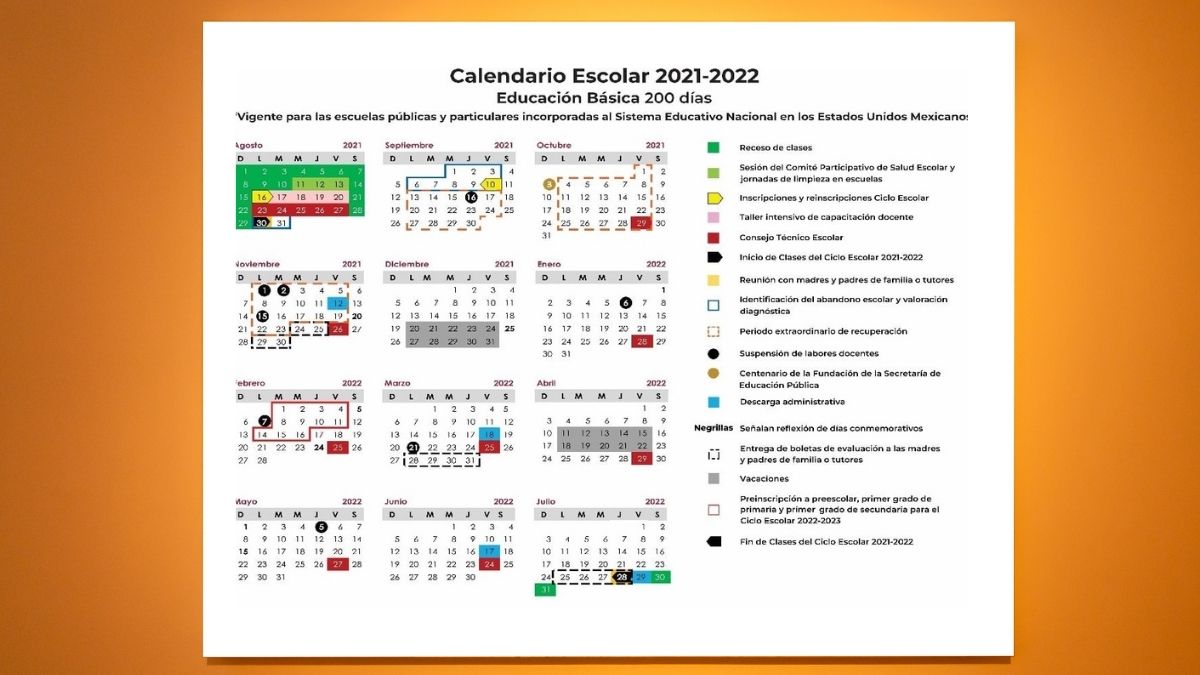 Calendario Escolar 2021-2022
Educación Básica 200 días
Vigente para las escuelas públicas y particulares incorporadas al Sistema Educativo Nacional en los Estados Unidos Mexicanos
Agosto 2021
D L M M J V S
1 2 3 4 5 6 7
8 9 10 11 12 13 14
15 16 17 18 19 20 21
22 23 24 25 26 27 28
29 30 31
Septiembre 2021
D L M M J V S
1 2 3 4
5 6 7 8 9 10 11
12 13 14 15 16 17 18
19 20 21 22 23 24 25
26 27 28 29 30
Octubre 2021
D L M M J V S
1 2
3 4 5 6 7 8 9
10 11 12 13 14 15 16
17 18 19 20 21 22 23
24 25 26 27 28 29 30
31
Noviembre 2021
D L M M J V S
1 2 3 4 5 6
7 8 9 10 11 12 13
14 15 16 17 18 19 20
21 22 23 24 25 26 27
28 29 30
Diciembre 2021
D L M M J V S
1 2 3 4
5 6 7 8 9 10 11
12 13 14 15 16 17 18
19 20 21 22 23 24 25
26 27 28 29 30 31
Enero 2022
D L M M J V S
1
2 3 4 5 6 7 8
9 10 11 12 13 14 15
16 17 18 19 20 21 22
23 24 25 26 27 28 29
30 31
Febrero 2022
D L M M J V S
1 2 3 4 5
6 7 8 9 10 11 12
13 14 15 16 17 18 19
20 21 22 23 24 25 26
27 28
Marzo 2022
D L M M J V S
1 2 3 4 5
6 7 8 9 10 11 12
13 14 15 16 17 18 19
20 21 22 23 24 25 26
27 28 29 30 31
Abril 2022
D L M M J V S
1 2
3 4 5 6 7 8 9
10 11 12 13 14 15 16
17 18 19 20 21 22 23
24 25 26 27 28 29 30
Mayo 2022
D L M M J V S
1 2 3 4 5 6 7
8 9 10 11 12 13 14
15 16 17 18 19 20 21
22 23 24 25 26 27 28
29 30 31
Junio 2022
D L M M J V S
1 2 3 4
5 6 7 8 9 10 11
12 13 14 15 16 17 18
19 20 21 22 23 24 25
26 27 28 29 30
Julio 2022
D L M M J V S
1 2
3 4 5 6 7 8 9
10 11 12 13 14 15 16
17 18 19 20 21 22 23
24 25 26 27 28 29 30
31
Receso de clases
Sesión del Comité Participativo de Salud Escolar y
jornadas de limpieza en escuelas
Inscripciones y reinscripciones Ciclo Escolar
Taller intensivo de capacitación docente
Consejo Técnico Escolar
Inicio de Clases del Ciclo Escolar 2021-2022
Reunión con madres y padres de familia o tutores
Identificación del abandono escolar y valoración
diagnóstica
Periodo extraordinario de recuperación
Suspensión de labores docentes
Centenario de la Fundación de la Secretaría de
Educación Pública
Descarga administrativa
Negrillas Señalan reflexión de días conmemorativos
Entrega de boletas de evaluación a las madres
y padres de familia o tutores
Vacaciones
Preinscripción a preescolar, primer grado de
primaria y primer grado de secundaria para el
Ciclo Escolar 2022-2023
Fin de Clases del Ciclo Escolar 2021-2022